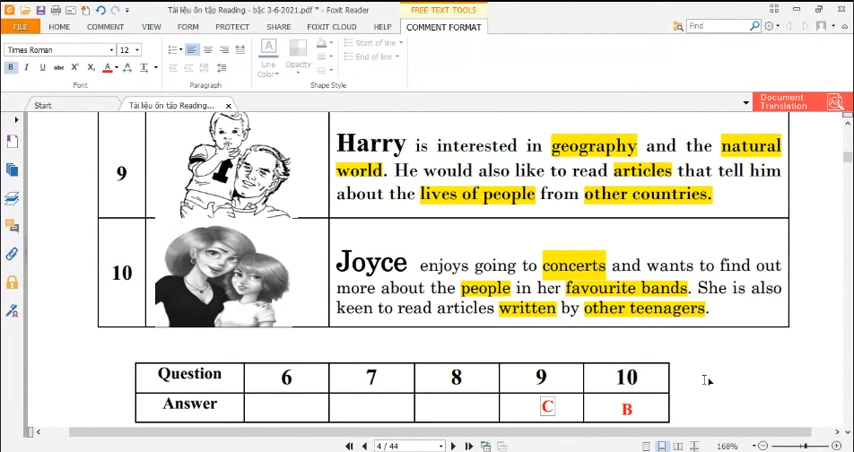 Tài liệu ôn tập Reading - bậc 3-6-2021.pdf * - Foxit Reader
FREE TEXT TOOLS
FILE HOME COMMENT VIEW FORM PROTECT SHARE FOXIT CLOUD HELP COMMENT FORMAT
Find
Times Roman 12
B I U abc X² X₂ A T
Font
Paragraph
Line Color
Opacity
Start of line
End of line
Shape Style
Start
Tài liệu ôn tập Reading...
Document Translation
9
Harry is interested in geography and the natural
world. He would also like to read articles that tell him
about the lives of people from other countries.
10
Joyce enjoys going to concerts and wants to find out
more about the people in her favourite bands. She is also
keen to read articles written by other teenagers.
Question 6 7 8 9 10
Answer C B
4 / 44
168%